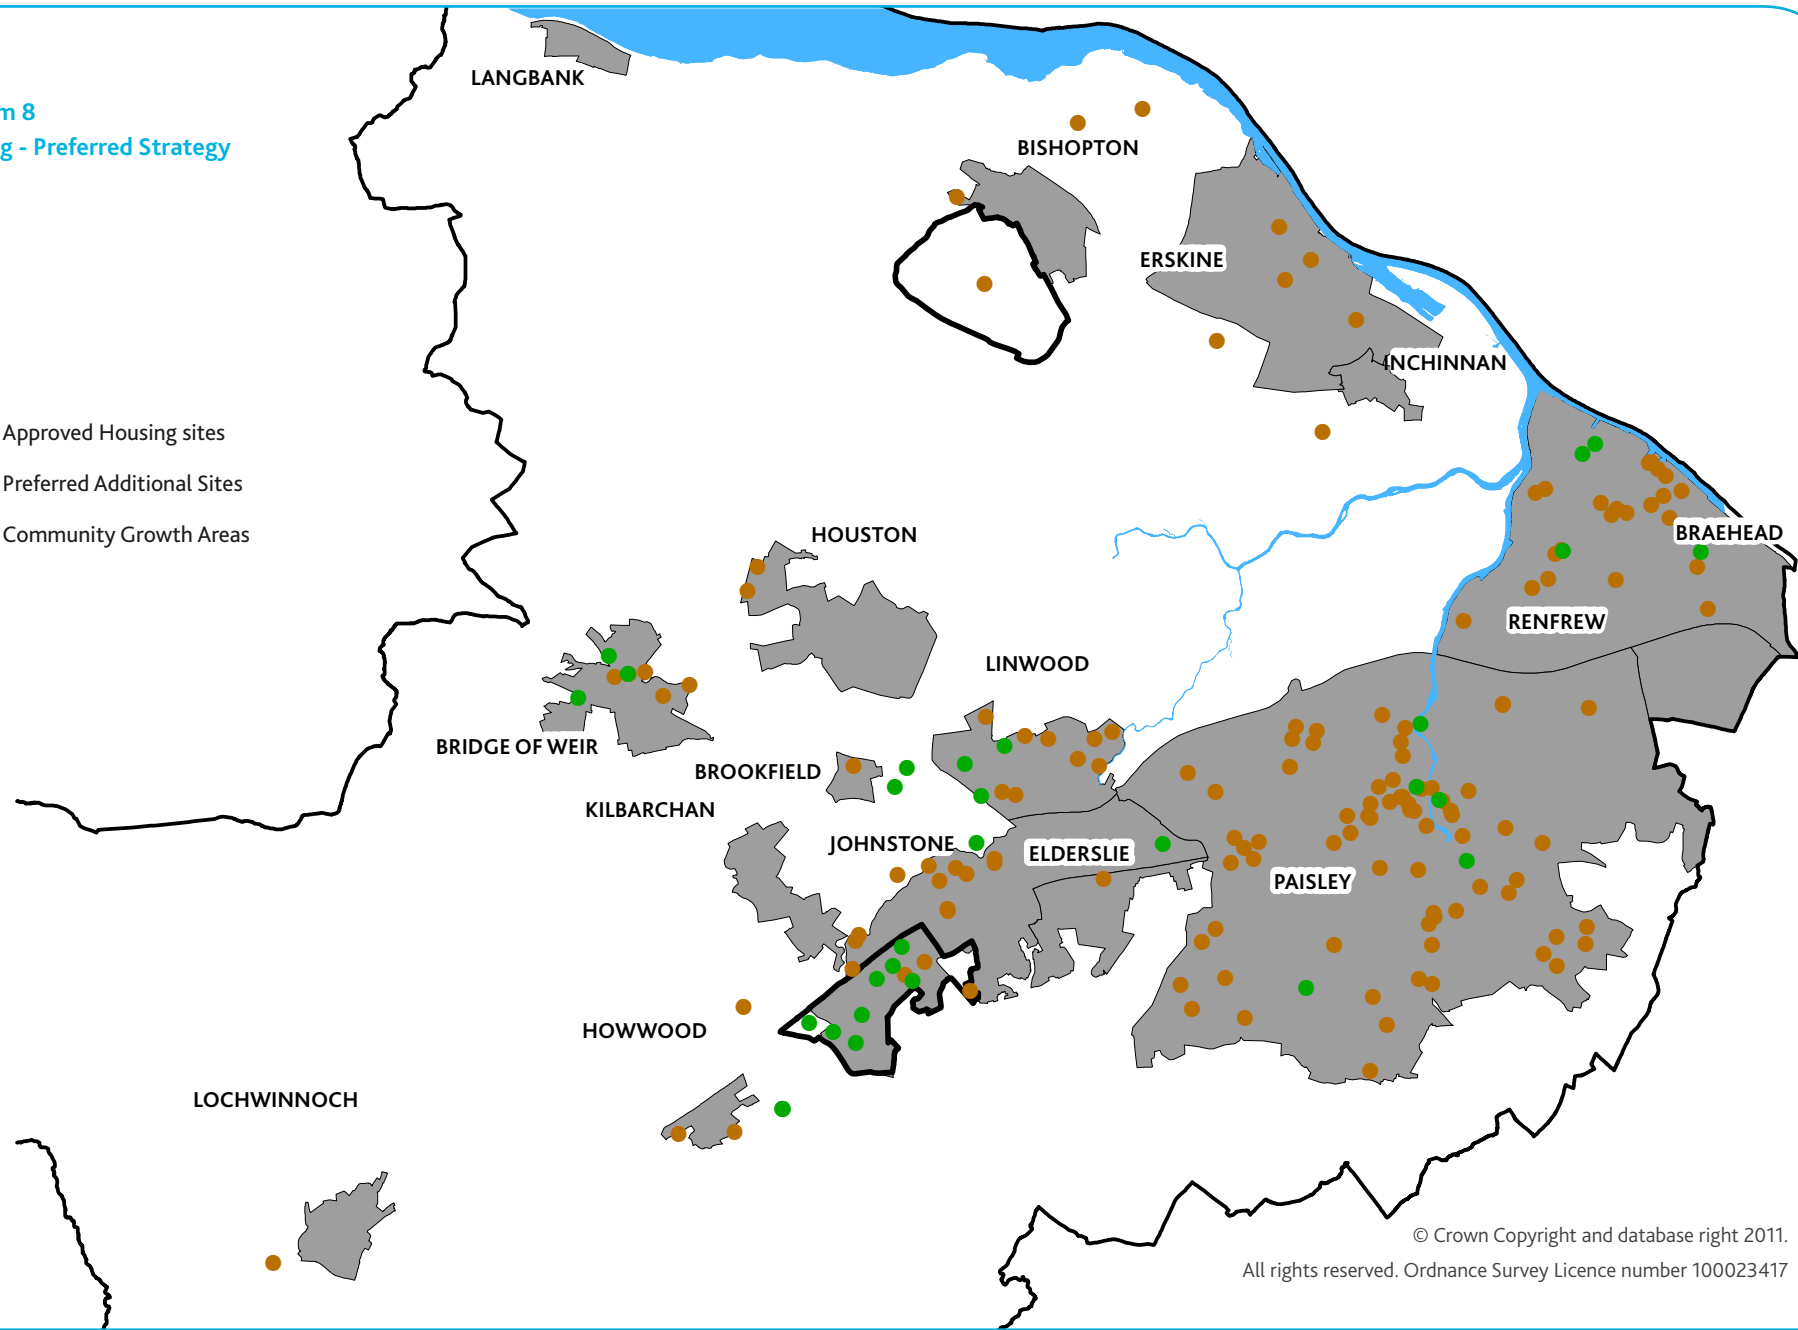 m 8
g - Preferred Strategy
Approved Housing sites
Preferred Additional Sites
Community Growth Areas
LANGBANK
BISHOPTON
ERSKINE
INCHINNAN
HOUSTON
BRAEHEAD
RENFREW
LINWOOD
BRIDGE OF WEIR
BROOKFIELD
KILBARCHAN
JOHNSTONE
ELDERSLIE
PAISLEY
HOWWOOD
LOCHWINNOCH
© Crown Copyright and database right 2011.
All rights reserved. Ordnance Survey Licence number 100023417